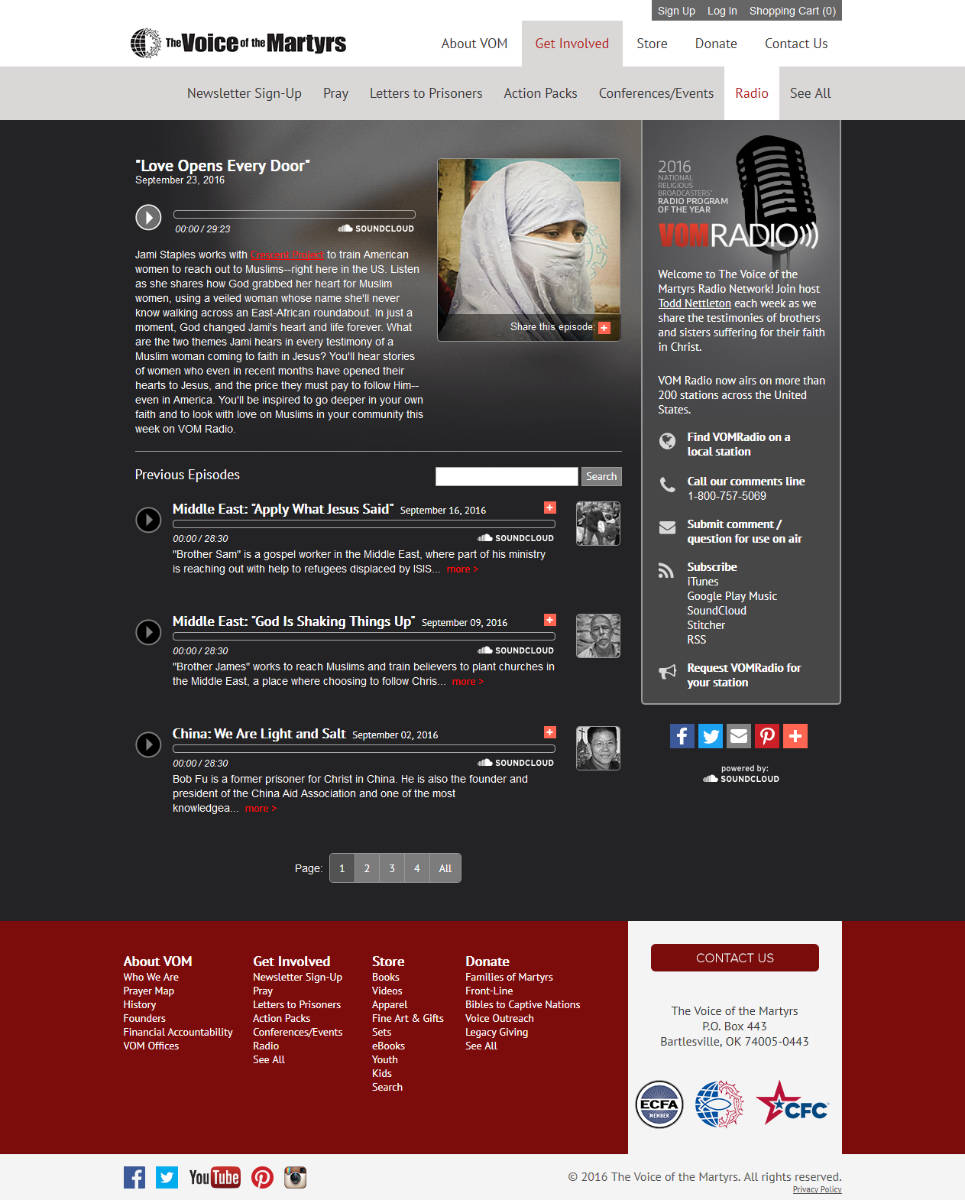 Sign Up Log In Shopping Cart (0)
The Voice of the Martyrs
About VOM Get Involved Store Donate Contact Us
Newsletter Sign-Up Pray Letters to Prisoners Action Packs Conferences/Events Radio See All
"Love Opens Every Door"
September 23, 2016
00:00 / 29:23 SOUNDCLOUD
Jami Staples works with Crescent Project to train American
women to reach out to Muslims--right here in the US. Listen
as she shares how God grabbed her heart for Muslim
women, using a veiled woman whose name she'll never
know walking across an East-African roundabout. In just a
moment, God changed Jami's heart and life forever. What
are the two themes Jami hears in every testimony of a
Muslim woman coming to faith in Jesus? You'll hear stories
of women who even in recent months have opened their
hearts to Jesus, and the price they must pay to follow Him--
even in America. You'll be inspired to go deeper in your own
faith and to look with love on Muslims in your community this
week on VOM Radio.
Share this episode: +
Previous Episodes
Search
Middle East: "Apply What Jesus Said" September 16, 2016 +
00:00 / 28:30 SOUNDCLOUD
"Brother Sam" is a gospel worker in the Middle East, where part of his ministry
is reaching out with help to refugees displaced by ISIS... more >
Middle East: "God Is Shaking Things Up" September 09, 2016 +
00:00 / 28:30 SOUNDCLOUD
"Brother James" works to reach Muslims and train believers to plant churches in
the Middle East, a place where choosing to follow Chris... more >
China: We Are Light and Salt September 02, 2016 +
00:00 / 28:30 SOUNDCLOUD
Bob Fu is a former prisoner for Christ in China. He is also the founder and
president of the China Aid Association and one of the most
knowledgea... more >
Page: 1 2 3 4 All
2016
NATIONAL
RELIGIOUS
BROADCASTERS'
RADIO PROGRAM
OF THE YEAR
VOMRADIO
Welcome to The Voice of the
Martyrs Radio Network! Join host
Todd Nettleton each week as we
share the testimonies of brothers
and sisters suffering for their faith
in Christ.
VOM Radio now airs on more than
200 stations across the United
States.
Find VOMRadio on a
local station
Call our comments line
1-800-757-5069
Submit comment /
question for use on air
Subscribe
iTunes
Google Play Music
SoundCloud
Stitcher
RSS
Request VOMRadio for
your station
powered by:
SOUNDCLOUD
About VOM
Who We Are
Prayer Map
History
Founders
Financial Accountability
VOM Offices
Get Involved
Newsletter Sign-Up
Pray
Letters to Prisoners
Action Packs
Conferences/Events
Radio
See All
Store
Books
Videos
Apparel
Fine Art & Gifts
Sets
eBooks
Youth
Kids
Search
Donate
Families of Martyrs
Front-Line
Bibles to Captive Nations
Voice Outreach
Legacy Giving
See All
CONTACT US
The Voice of the Martyrs
P.O. Box 443
Bartlesville, OK 74005-0443
ECFA
MEMBER
CFC
YouTube
© 2016 The Voice of the Martyrs. All rights reserved.
Privacy Policy